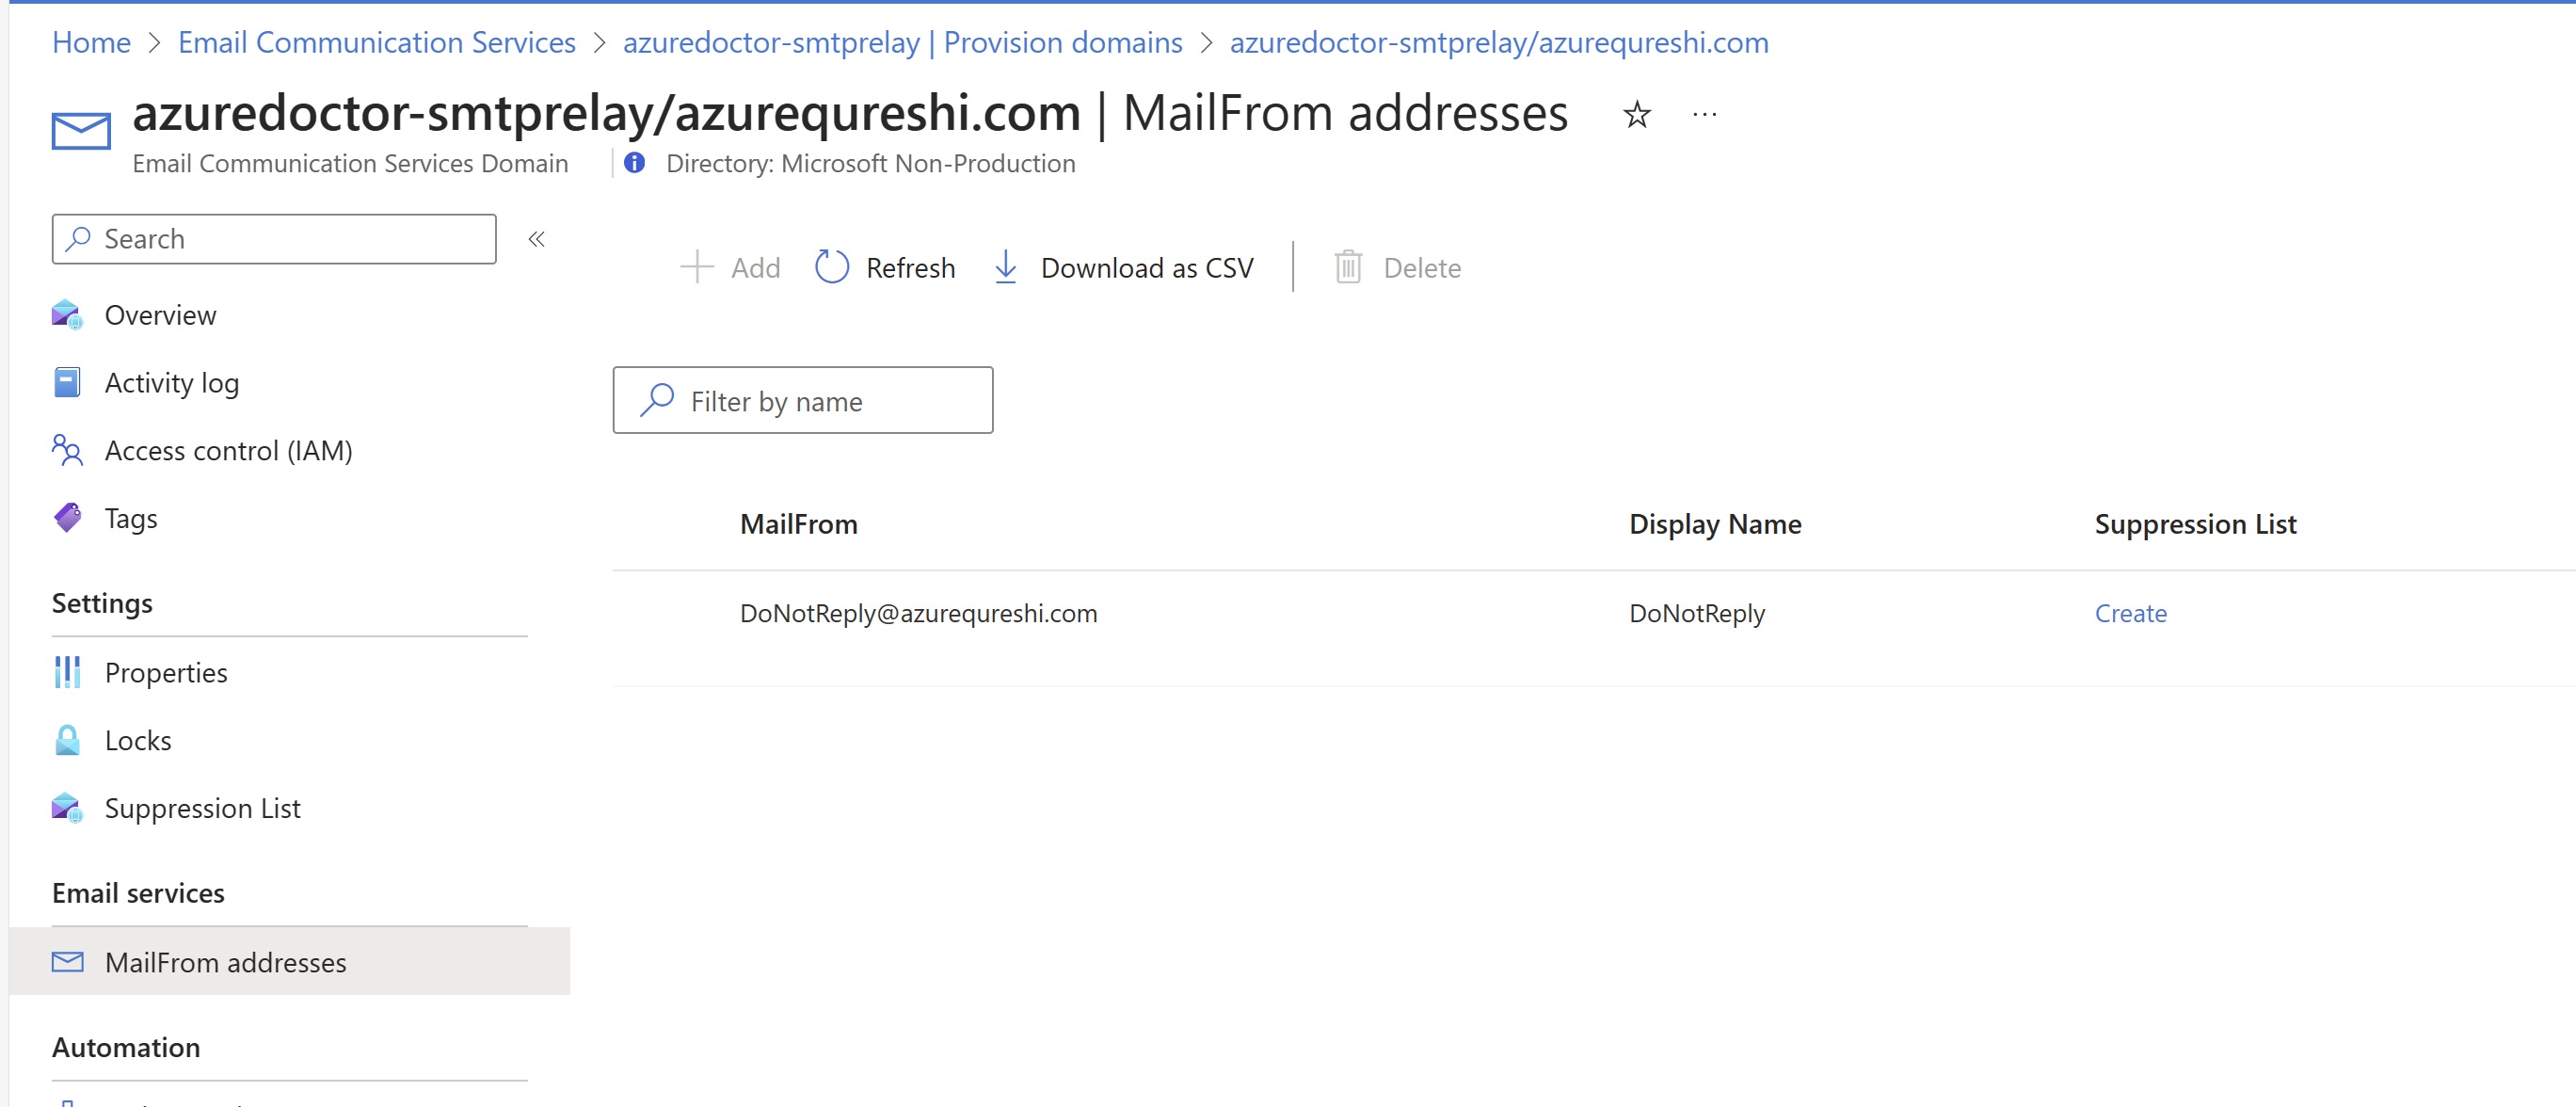 Home > Email Communication Services > azuredoctor-smtprelay | Provision domains > azuredoctor-smtprelay/azurequreshi.com
azuredoctor-smtprelay/azurequreshi.com | MailFrom addresses
Email Communication Services Domain
Directory: Microsoft Non-Production
Search
Add
Refresh
Download as CSV
Delete
Overview
Activity log
Access control (IAM)
Tags
Settings
Properties
Locks
Suppression List
Email services
MailFrom addresses
Automation
Filter by name
MailFrom Display Name Suppression List
DoNotReply@azurequreshi.com DoNotReply Create